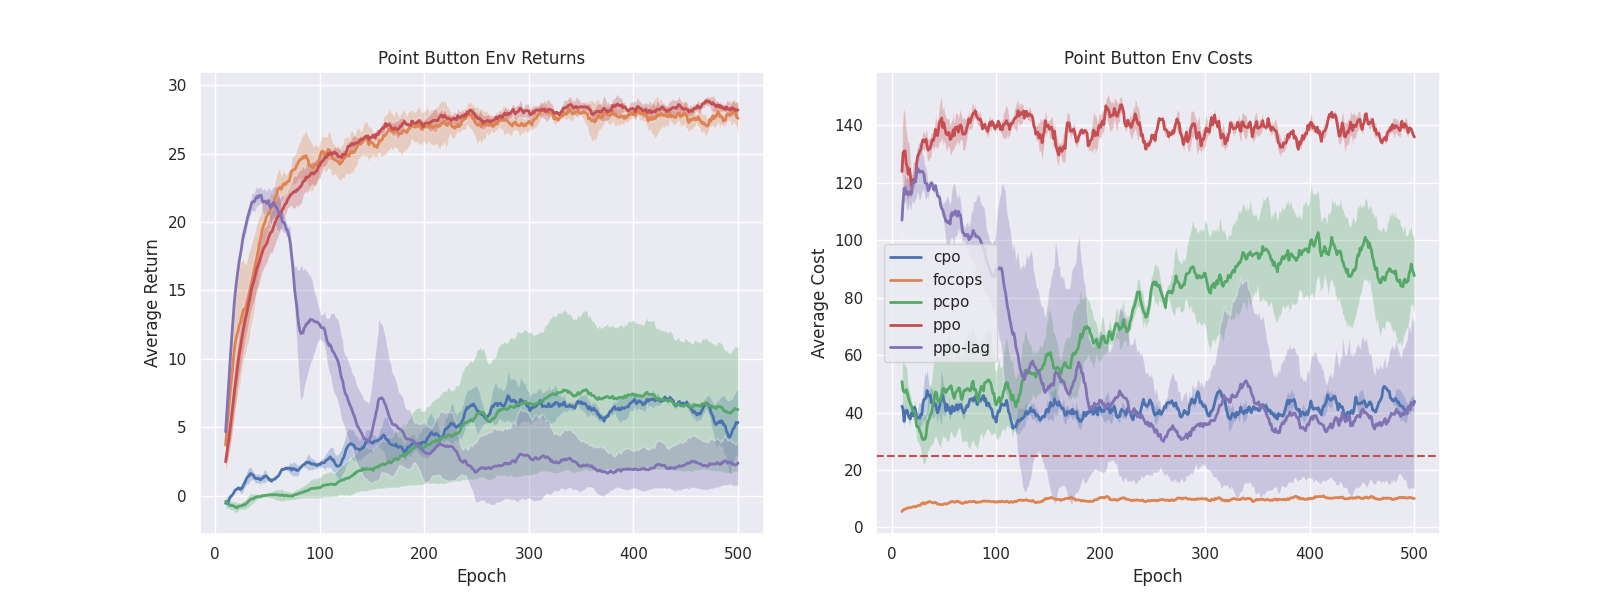 Point Button Env Returns
30
25
20
15
10
5
0
Average Return
0 100 200 300 400 500
Epoch
Point Button Env Costs
140
120
100
80
60
40
20
0
Average Cost
cpo
focops
pcpo
ppo
ppo-lag
0 100 200 300 400 500
Epoch